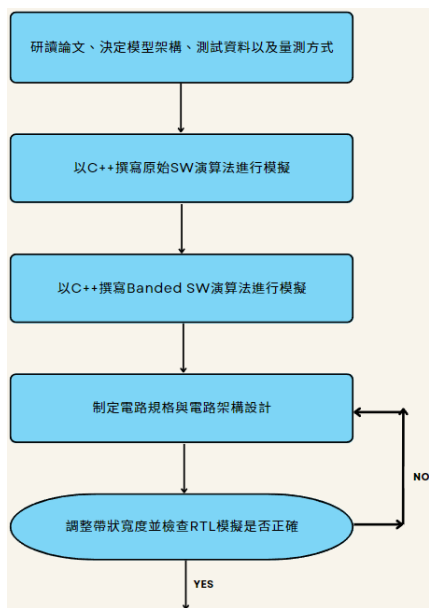 研讀論文、決定模型架構、測試資料以及量測方式
以C++撰寫原始SW演算法進行模擬
以C++撰寫Banded SW演算法進行模擬
制定電路規格與電路架構設計
NO
調整帶狀寬度並檢查RTL模擬是否正確
YES